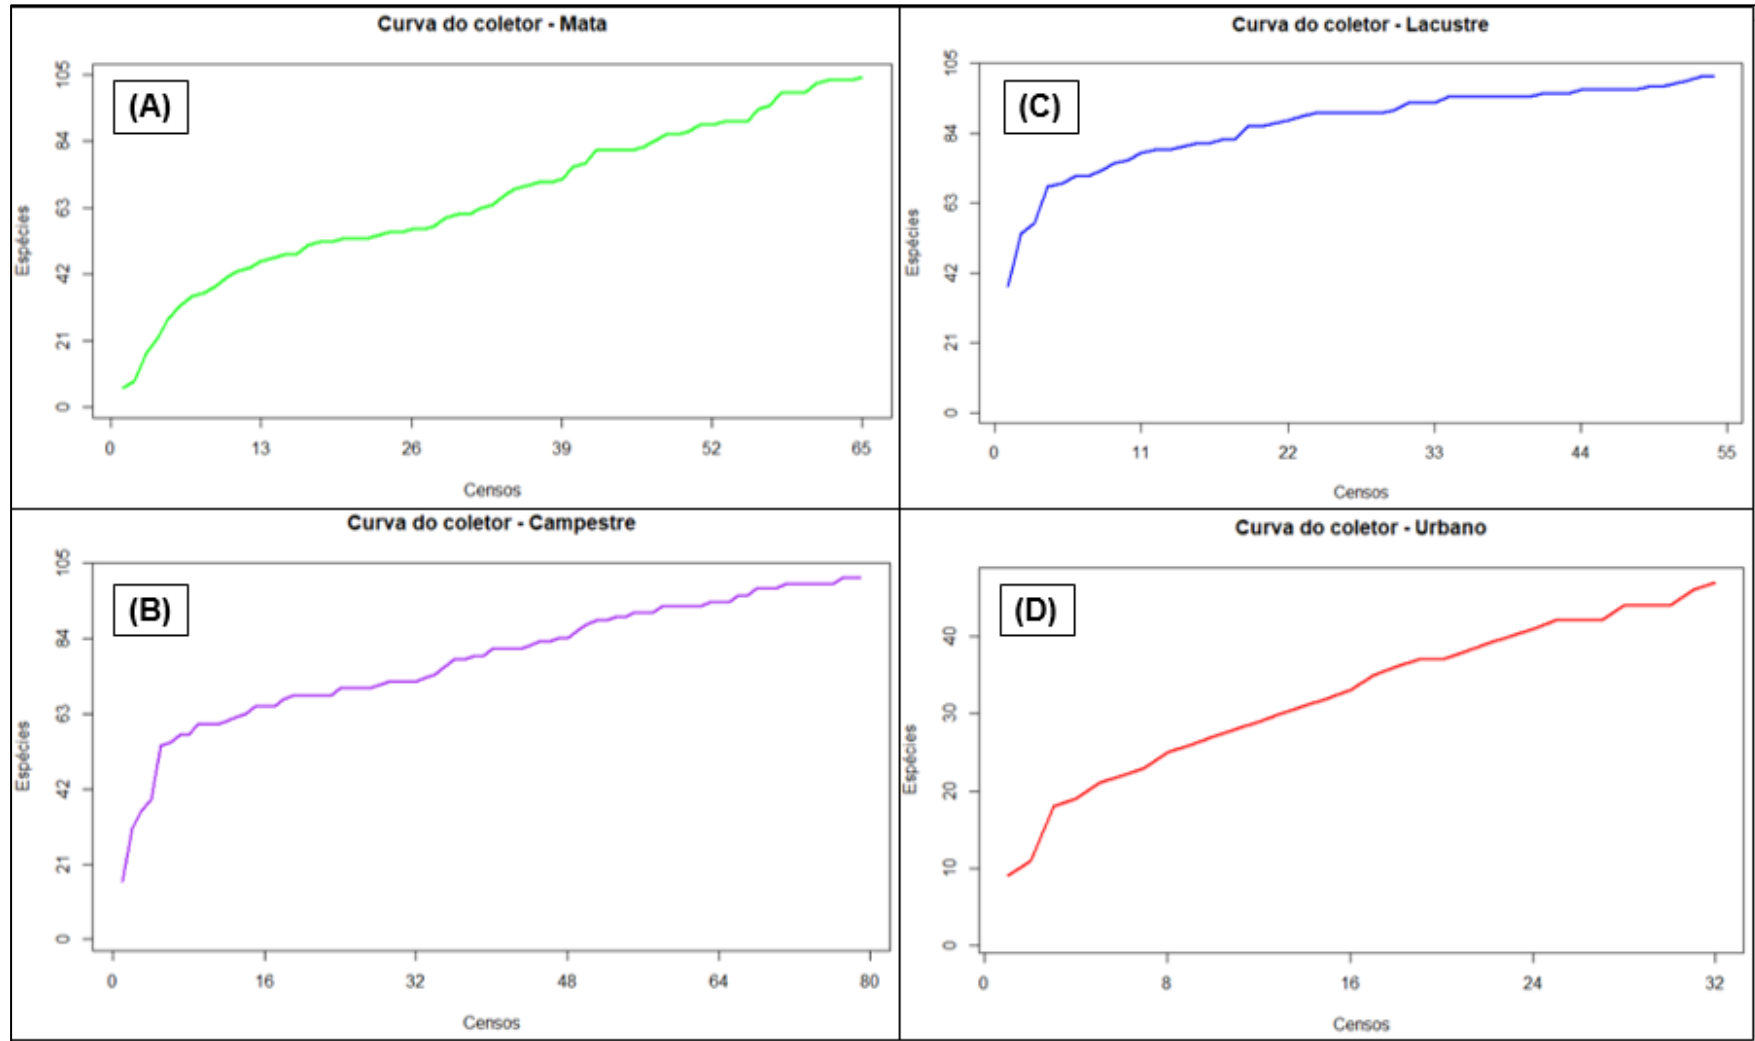 Curva do coletor - Mata
(A)
Espécies
105
84
63
42
21
0
0 13 26 39 52 65
Censos
Curva do coletor - Lacustre
(C)
Espécies
105
84
63
42
21
0
0 11 22 33 44 55
Censos
Curva do coletor - Campestre
(B)
Espécies
105
84
63
42
21
0
0 16 32 48 64 80
Censos
Curva do coletor - Urbano
(D)
Espécies
40
30
20
10
0
0 8 16 24 32
Censos